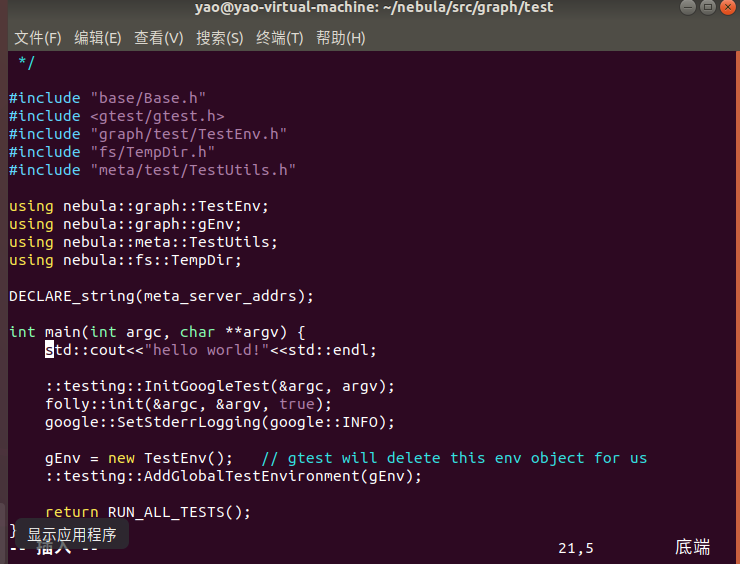 yao@yao-virtual-machine: ~/nebula/src/graph/test
文件(F) 编辑(E) 查看(V) 搜索(S) 终端(T) 帮助(H)
*/
#include "base/Base.h"
#include <gtest/gtest.h>
#include "graph/test/TestEnv.h"
#include "fs/TempDir.h"
#include "meta/test/TestUtils.h"
using nebula::graph::TestEnv;
using nebula::graph::gEnv;
using nebula::meta::TestUtils;
using nebula::fs::TempDir;
DECLARE_string(meta_server_addrs);
int main(int argc, char **argv) {
std::cout<<"hello world!"<<std::endl;
::testing::InitGoogleTest(&argc, argv);
folly::init(&argc, &argv, true);
google::SetStderrLogging(google::INFO);
gEnv = new TestEnv();   // gtest will delete this env object for us
::testing::AddGlobalTestEnvironment(gEnv);
return RUN_ALL_TESTS();
}
显示应用程序
-- 插入 -- 21,5 底端